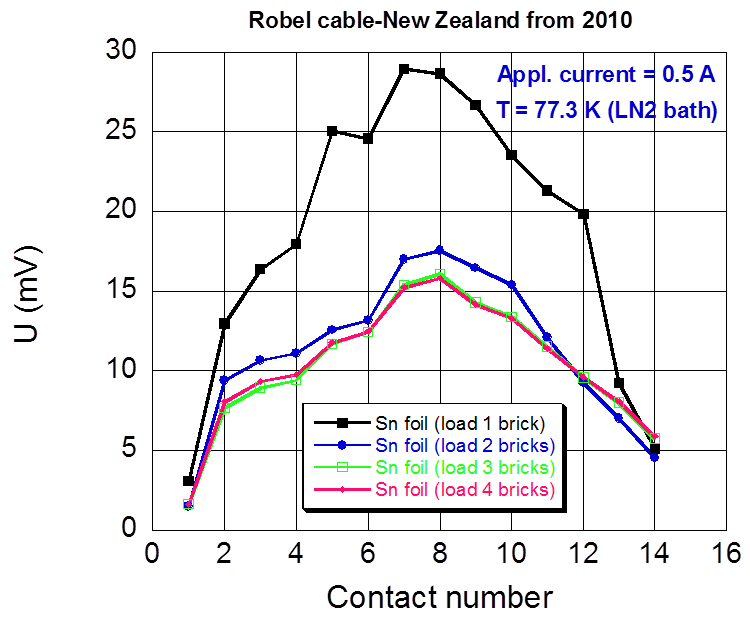 Robel cable-New Zealand from 2010
30
Appl. current = 0.5 A
T = 77.3 K (LN2 bath)
25
20
U (mV)
15
10
Sn foil (load 1 brick)
Sn foil (load 2 bricks)
Sn foil (load 3 bricks)
Sn foil (load 4 bricks)
5
0
0 2 4 6 8 10 12 14 16
Contact number